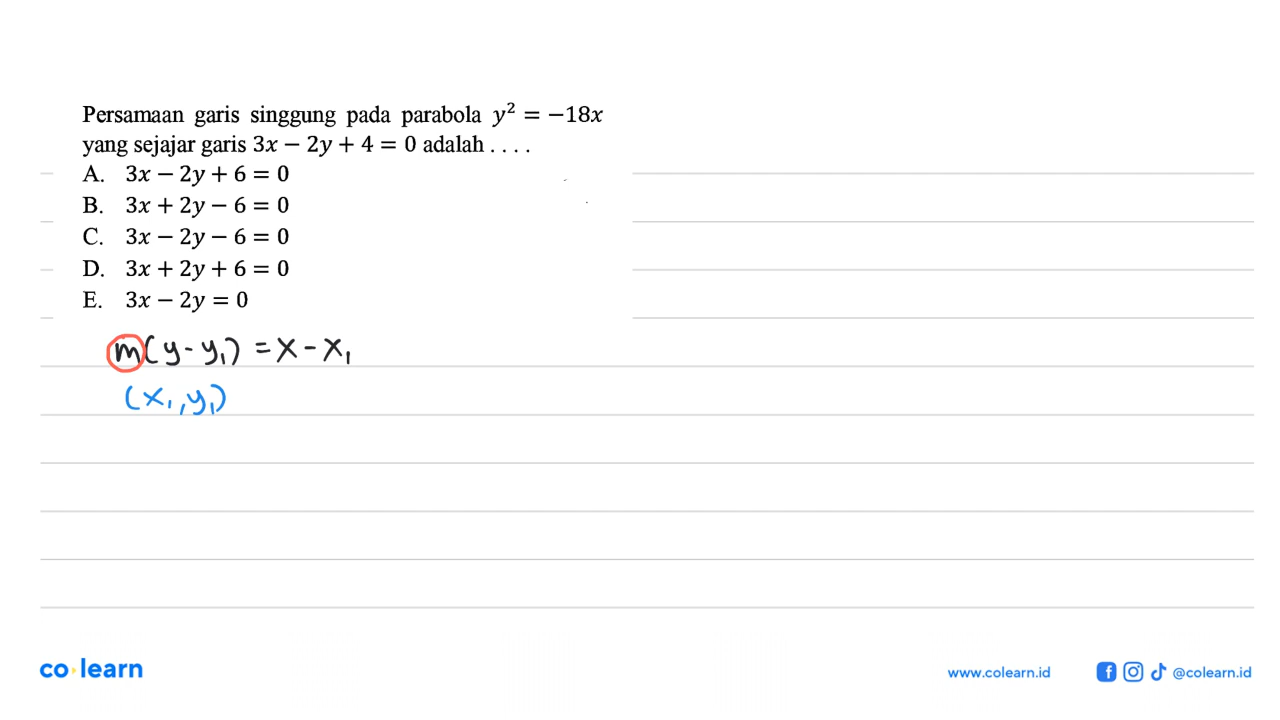 Persamaan garis singgung pada parabola y² = −18x
yang sejajar garis 3x − 2y + 4 = 0 adalah . . . .
A. 3x − 2y + 6 = 0
B. 3x + 2y − 6 = 0
C. 3x − 2y − 6 = 0
D. 3x + 2y + 6 = 0
E. 3x − 2y = 0
m(y - y₁) = x - x₁
(x₁, y₁)
co learn
www.colearn.id
@colearn.id